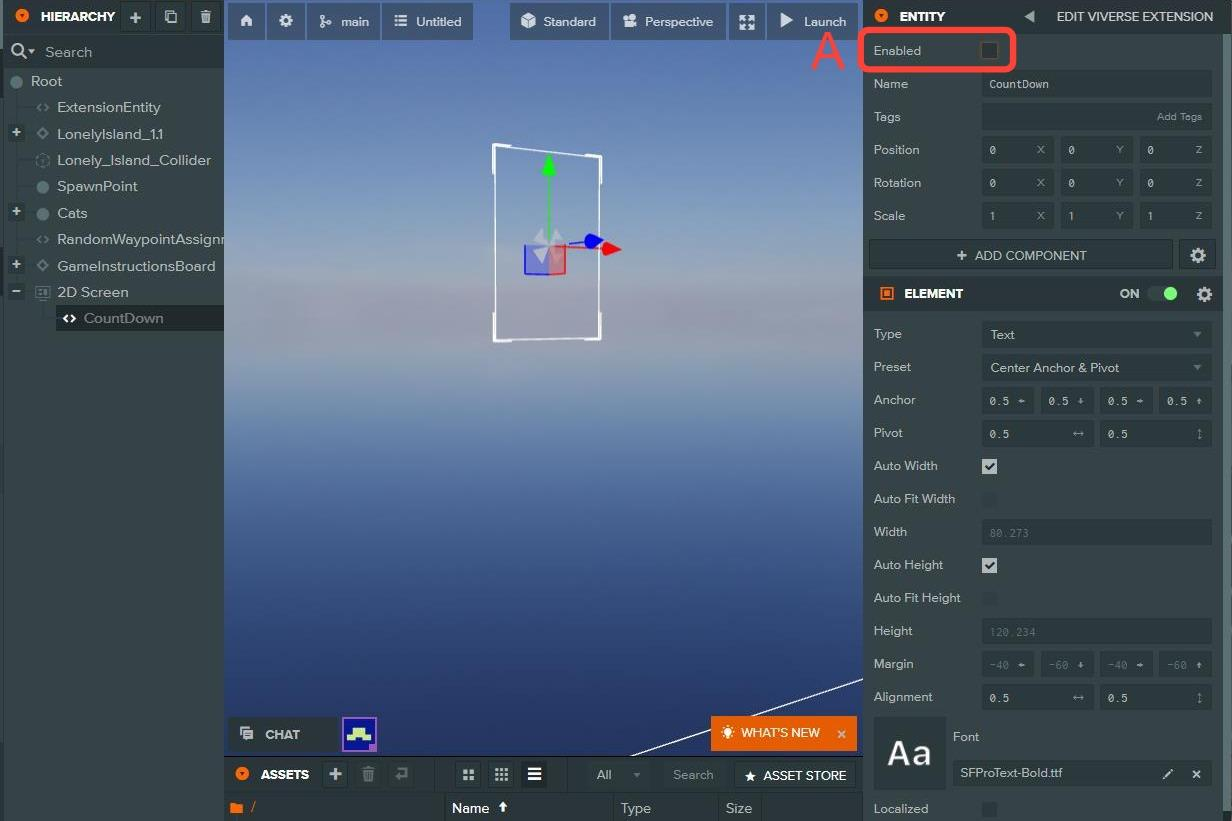 HIERARCHY
Search
Root
ExtensionEntity
LonelyIsland_1.1
Lonely_Island_Collider
SpawnPoint
Cats
RandomWaypointAssignr
GameInstructionsBoard
2D Screen
CountDown
main
Untitled
Standard
Perspective
Launch
A
CHAT
WHAT'S NEW
ASSETS
All
Search
ASSET STORE
/
Name
Type
Size
ENTITY
EDIT VIVERSE EXTENSION
Enabled
Name CountDown
Tags Add Tags
Position 0 X 0 Y 0 Z
Rotation 0 X 0 Y 0 Z
Scale 1 X 1 Y 1 Z
+ ADD COMPONENT
ELEMENT ON
Type Text
Preset Center Anchor & Pivot
Anchor 0.5 0.5 0.5 0.5
Pivot 0.5 0.5
Auto Width
Auto Fit Width
Width 80.273
Auto Height
Auto Fit Height
Height 120.234
Margin -40 -60 -40 -60
Alignment 0.5 0.5
Aa
Font
SFProText-Bold.ttf
Localized